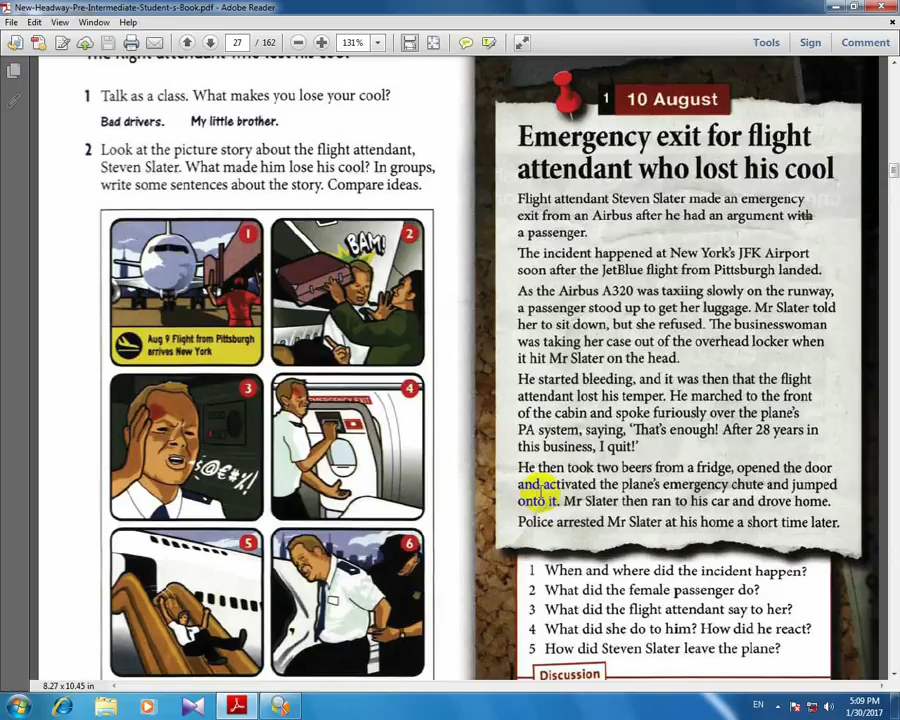 New-Headway-Pre-Intermediate-Student-s-Book.pdf - Adobe Reader
File Edit View Window Help
27 / 162 131% Tools Sign Comment
The flight attendant who lost his cool
1 Talk as a class. What makes you lose your cool?
Bad drivers. My little brother.
2 Look at the picture story about the flight attendant,
Steven Slater. What made him lose his cool? In groups,
write some sentences about the story. Compare ideas.
1
Aug 9 Flight from Pittsburgh
arrives New York
2
BAM!
3
$@€#%!
4
EMERGENCY EXIT
5
6
1 10 August
Emergency exit for flight
attendant who lost his cool
Flight attendant Steven Slater made an emergency
exit from an Airbus after he had an argument with
a passenger.
The incident happened at New York's JFK Airport
soon after the JetBlue flight from Pittsburgh landed.
As the Airbus A320 was taxiing slowly on the runway,
a passenger stood up to get her luggage. Mr Slater told
her to sit down, but she refused. The businesswoman
was taking her case out of the overhead locker when
it hit Mr Slater on the head.
He started bleeding, and it was then that the flight
attendant lost his temper. He marched to the front
of the cabin and spoke furiously over the plane's
PA system, saying, 'That's enough! After 28 years in
this business, I quit!'
He then took two beers from a fridge, opened the door
and activated the plane's emergency chute and jumped
onto it. Mr Slater then ran to his car and drove home.
Police arrested Mr Slater at his home a short time later.
1 When and where did the incident happen?
2 What did the female passenger do?
3 What did the flight attendant say to her?
4 What did she do to him? How did he react?
5 How did Steven Slater leave the plane?
Discussion
8.27 x 10.45 in
EN 5:09 PM
1/30/2017